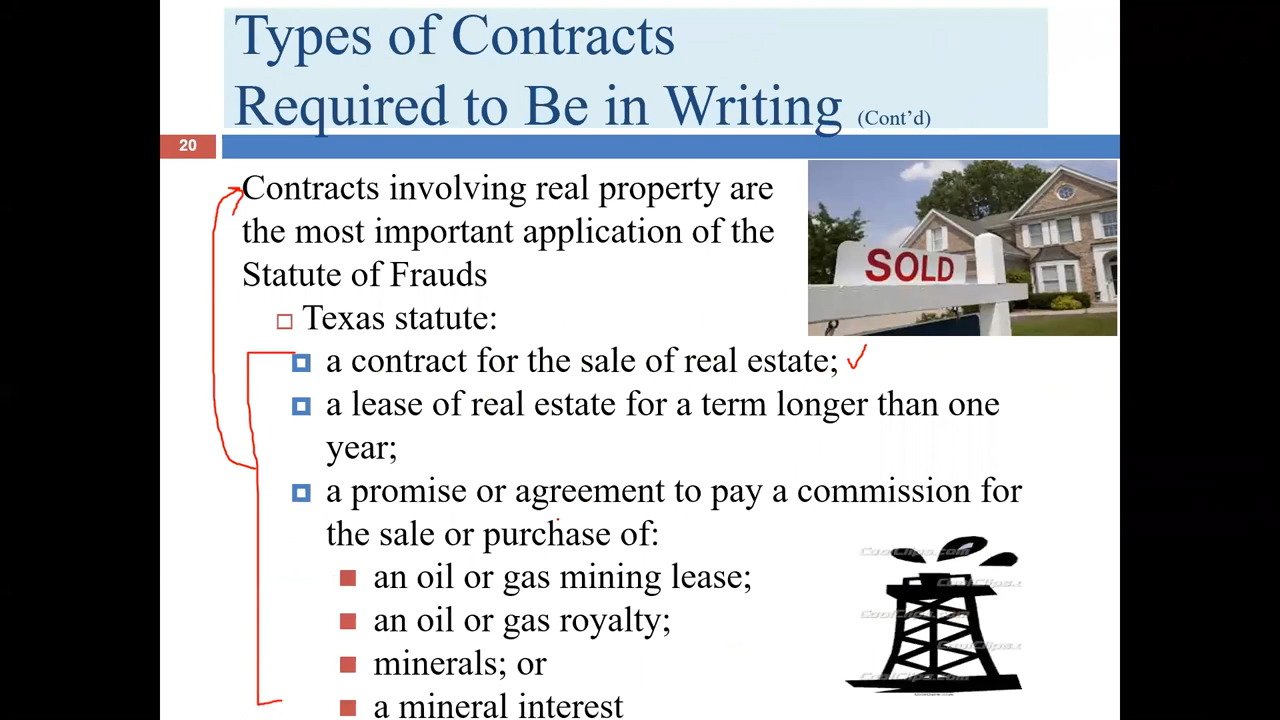 Types of Contracts
Required to Be in Writing (Cont'd)
20
Contracts involving real property are
the most important application of the
Statute of Frauds
SOLD
Texas statute:
a contract for the sale of real estate;
a lease of real estate for a term longer than one
year;
a promise or agreement to pay a commission for
the sale or purchase of:
an oil or gas mining lease;
an oil or gas royalty;
minerals; or
a mineral interest
CoolClips.com